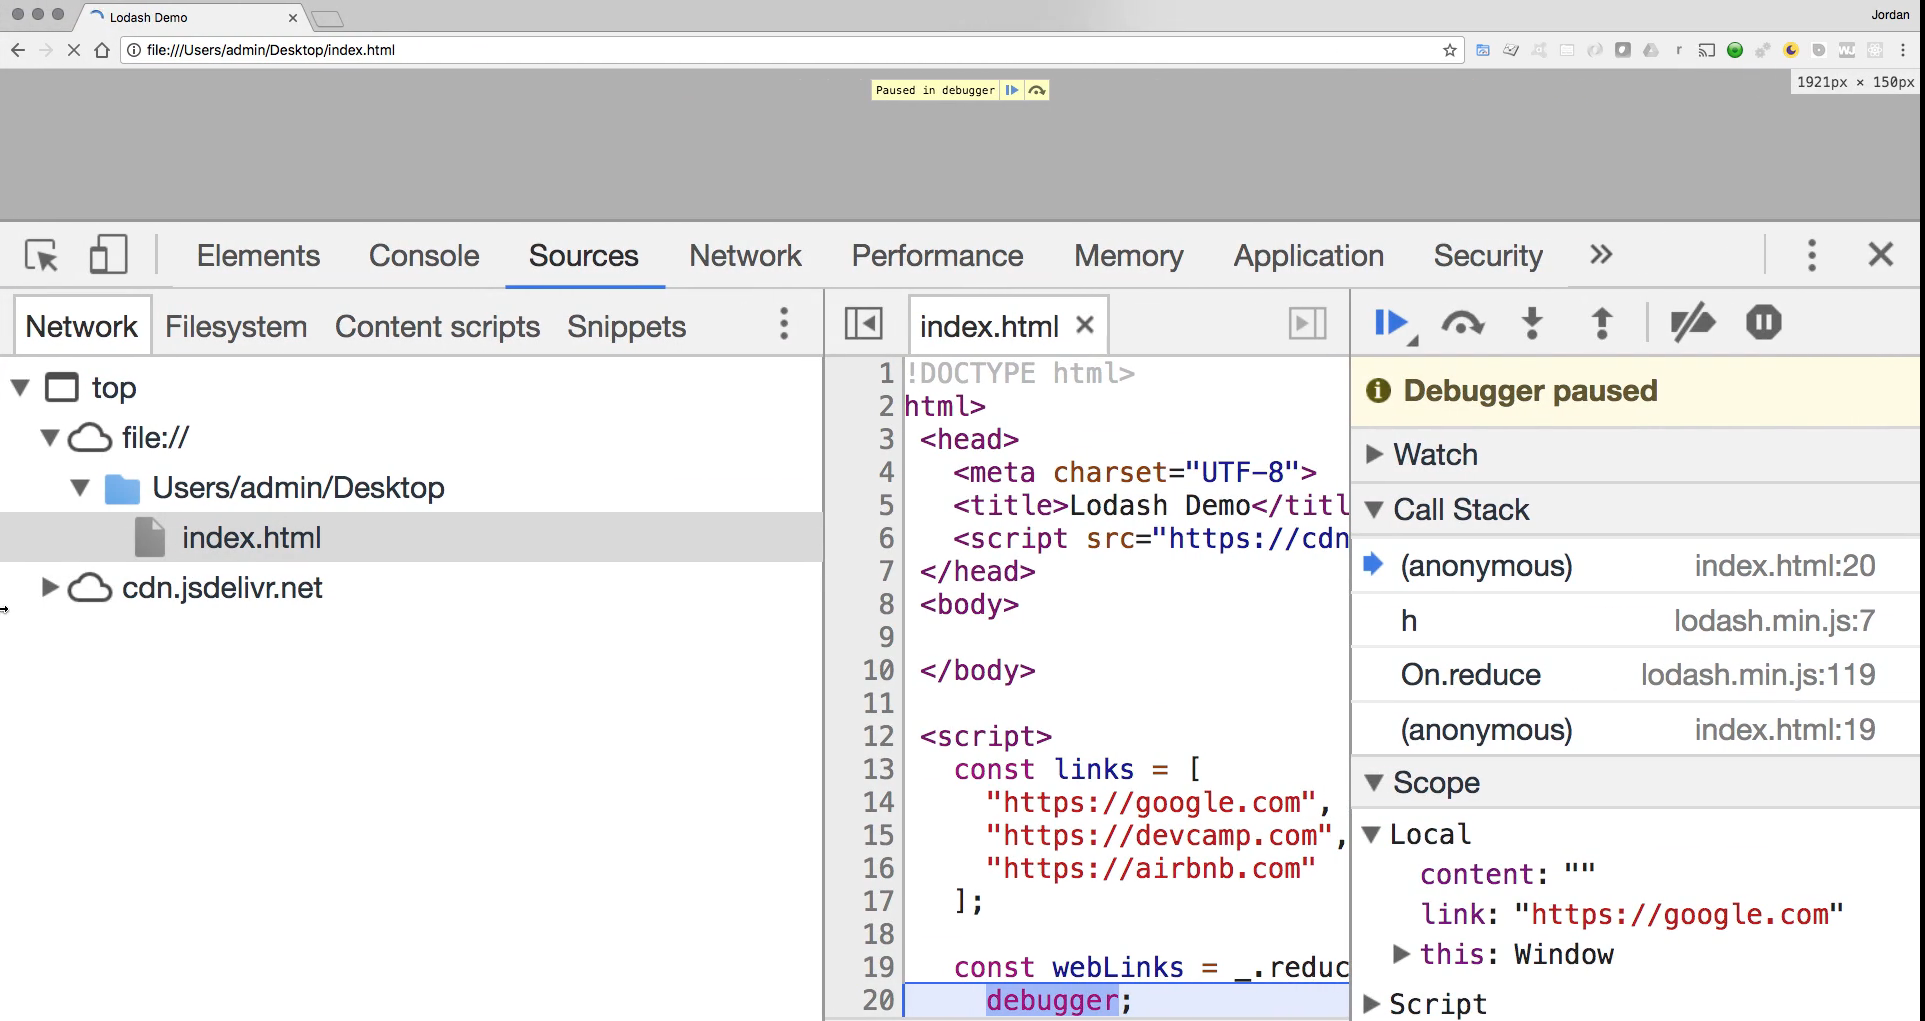 Lodash Demo
Jordan
file:///Users/admin/Desktop/index.html
Paused in debugger
1921px × 150px
Elements Console Sources Network Performance Memory Application Security
Network Filesystem Content scripts Snippets
top
file://
Users/admin/Desktop
index.html
cdn.jsdelivr.net
index.html
1 !DOCTYPE html>
2 html>
3 <head>
4 <meta charset="UTF-8">
5 <title>Lodash Demo</titl
6 <script src="https://cdn
7 </head>
8 <body>
9
10 </body>
11
12 <script>
13 const links = [
14 "https://google.com",
15 "https://devcamp.com",
16 "https://airbnb.com"
17 ];
18
19 const webLinks = _.reduc
20 debugger;
Debugger paused
Watch
Call Stack
(anonymous) index.html:20
h lodash.min.js:7
On.reduce lodash.min.js:119
(anonymous) index.html:19
Scope
Local
content: ""
link: "https://google.com"
this: Window
Script